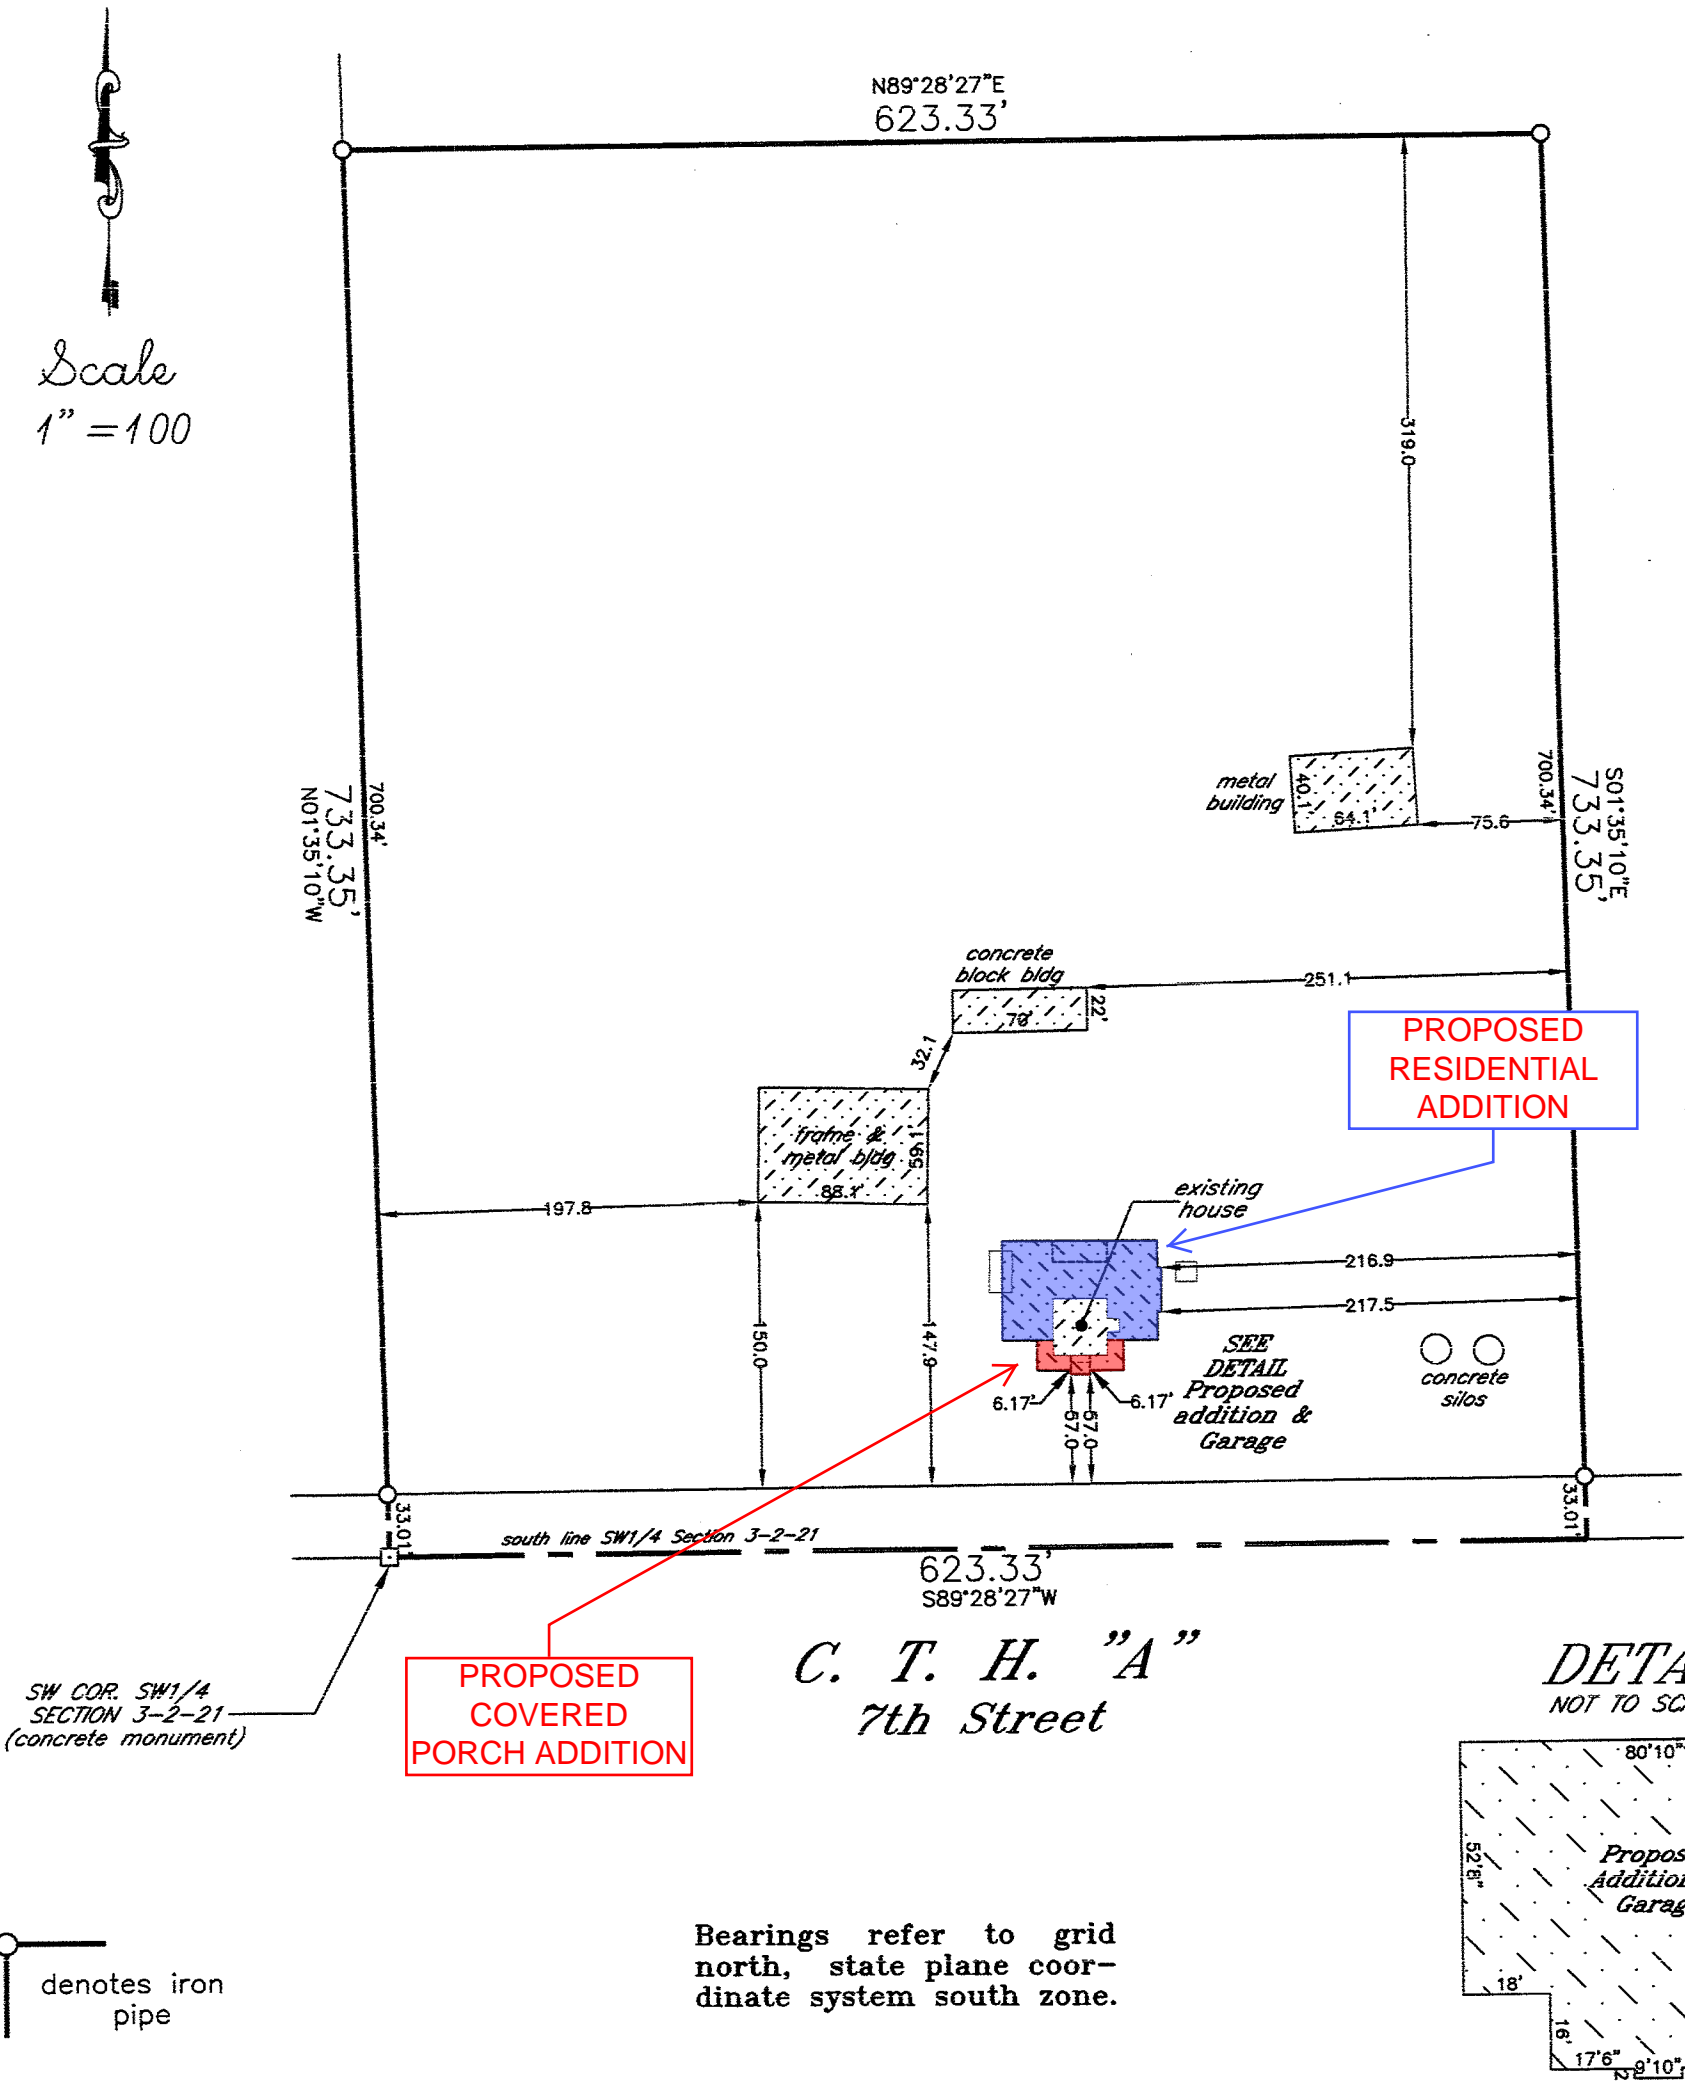 N89°28'27"E
623.33'
Scale
1" =100
319.0
metal
building
40.1'
64.1'
75.6
700.34'
733.35'
S01°35'10"E
700.34'
733.35'
N01°35'10"W
concrete
block bldg
70'
22'
251.1
32.1
PROPOSED
RESIDENTIAL
ADDITION
frame &
metal bldg
59.1'
88.1'
197.8
existing
house
216.9
217.5
150.0
147.9
SEE
DETAIL
Proposed
addition &
Garage
concrete
silos
6.17'
6.17'
67.0
67.0
33.01'
33.01'
south line SW1/4 Section 3-2-21
623.33'
S89°28'27"W
C. T. H. "A"
7th Street
PROPOSED
COVERED
PORCH ADDITION
SW COR. SW1/4
SECTION 3-2-21
(concrete monument)
DETA
NOT TO SC
80'10"
52'8"
Propos
Addition
Garag
18'
16'
17'6"
2
9'10"
Bearings refer to grid
north, state plane coor-
dinate system south zone.
denotes iron
pipe